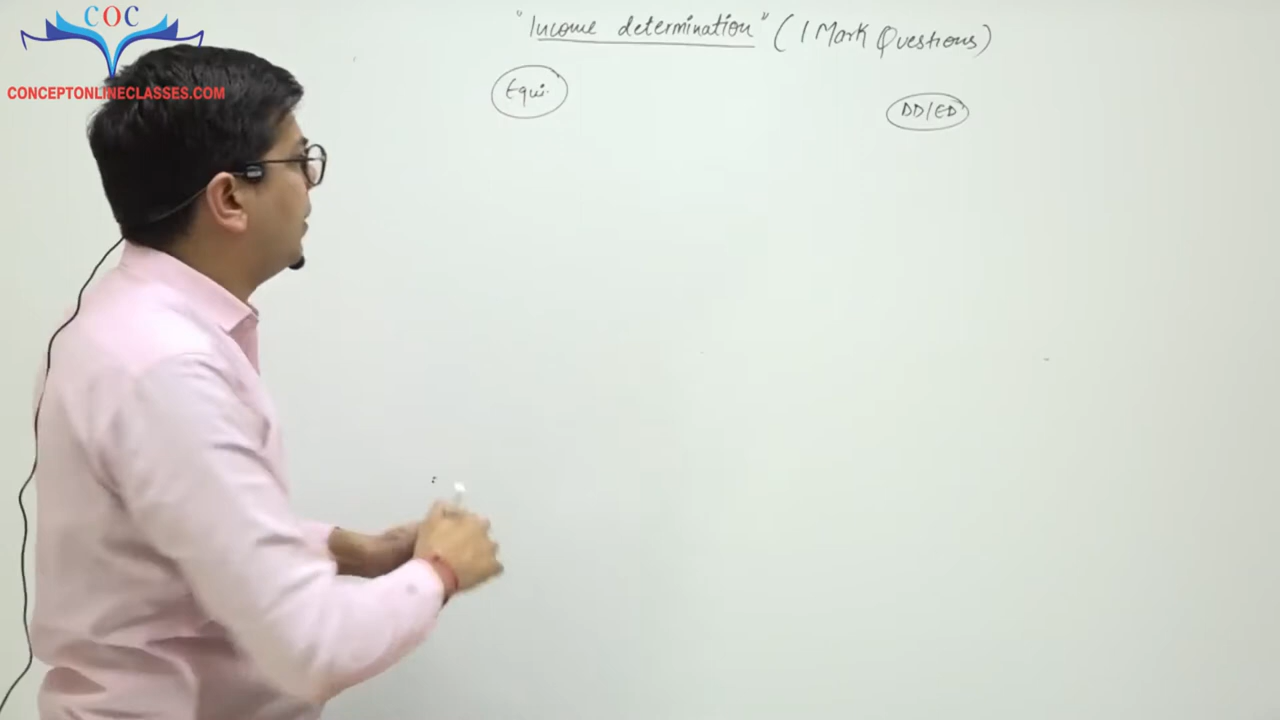 COC
CONCEPTONLINECLASSES.COM
"Income determination" (1 Mark Questions)
Equi.
DD/ED